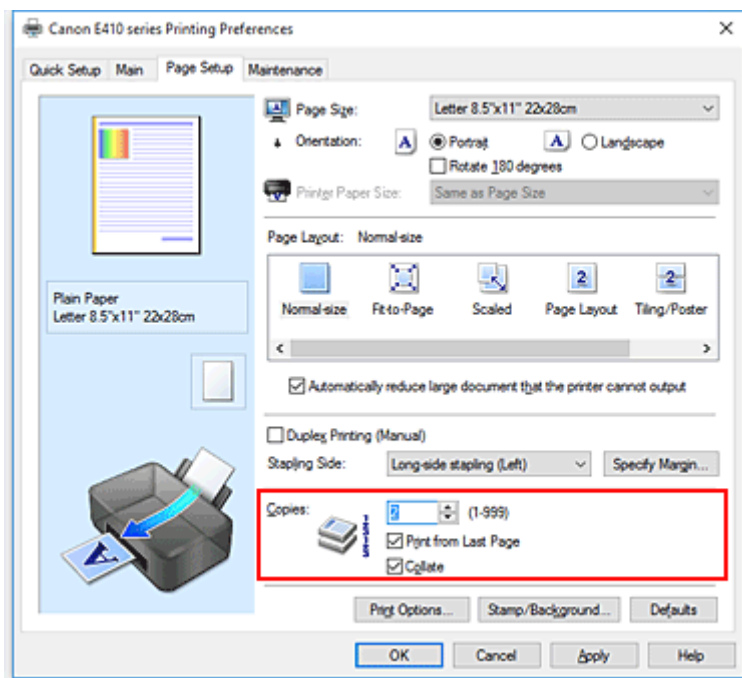 Canon E410 series Printing Preferences
Quick Setup Main Page Setup Maintenance
Page Size: Letter 8.5"x11" 22x28cm
Orientation: A Portrait A Landscape
Rotate 180 degrees
Printer Paper Size: Same as Page Size
Page Layout: Normal-size
2 2
Normal-size Fit-to-Page Scaled Page Layout Tiling/Poster
Plain Paper
Letter 8.5"x11" 22x28cm
Automatically reduce large document that the printer cannot output
Duplex Printing (Manual)
Stapling Side: Long-side stapling (Left) Specify Margin...
Copies: 2 (1-999)
Print from Last Page
Collate
A
Print Options... Stamp/Background... Defaults
OK Cancel Apply Help